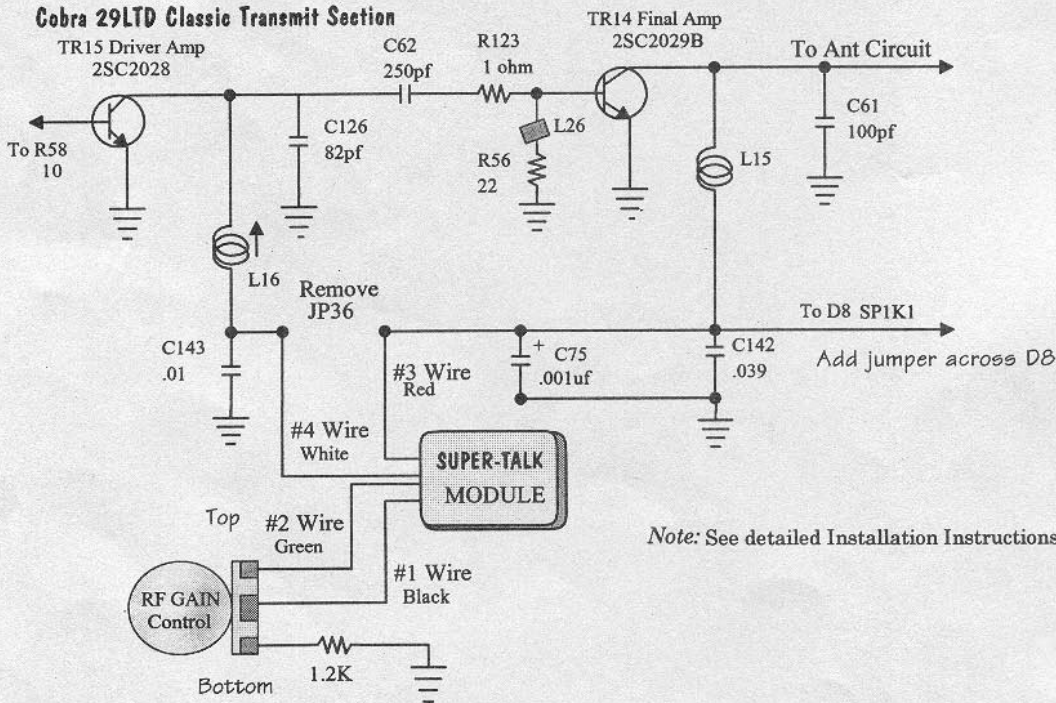 Cobra 29LTD Classic Transmit Section
TR15 Driver Amp
2SC2028
C62
250pf
R123
1 ohm
TR14 Final Amp
2SC2029B
To Ant Circuit
To R58
10
C126
82pf
L26
R56
22
L15
C61
100pf
L16
Remove
JP36
C143
.01
#3 Wire
Red
+
C75
.001uf
To D8 SP1K1
C142
.039
Add jumper across D8
#4 Wire
White
SUPER-TALK
MODULE
Top
#2 Wire
Green
Note: See detailed Installation Instructions
#1 Wire
Black
RF GAIN
Control
1.2K
Bottom